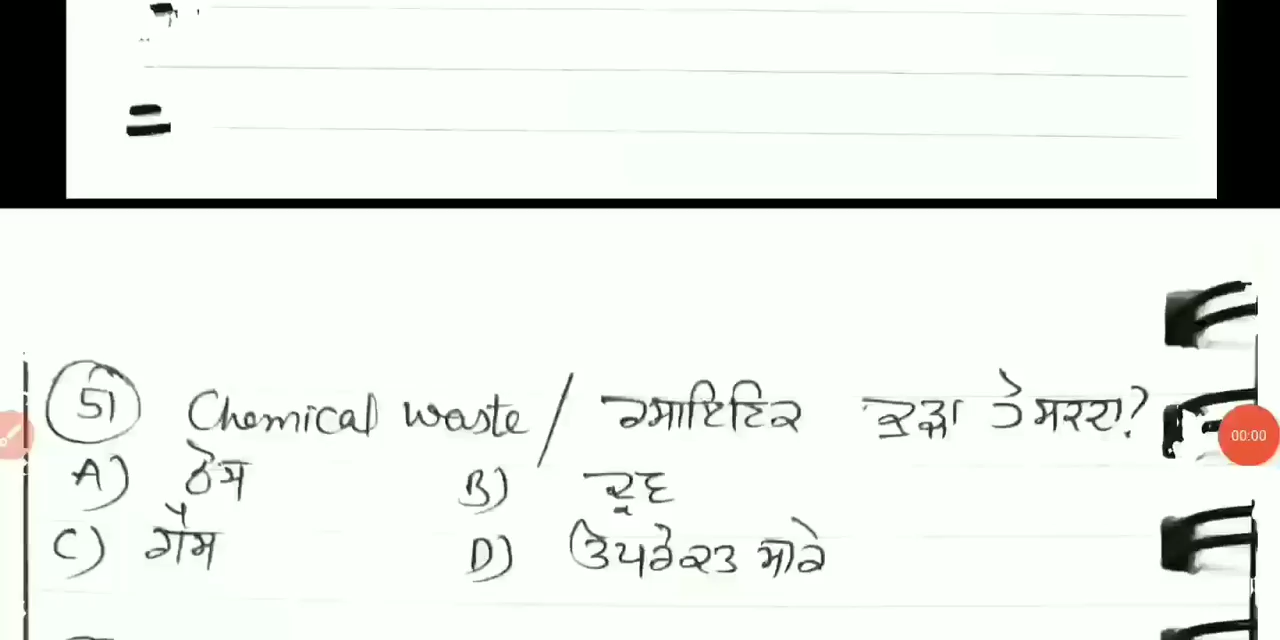 51 Chemical waste / ਰਸਾਇਣਿਕ ਕੂੜਾ ਹੋ ਸਕਦਾ?
A) ਠੋਸ B) ਦ੍ਰਵ
C) ਗੈਸ D) ਉਪਰੋਕਤ ਸਾਰੇ
00:00